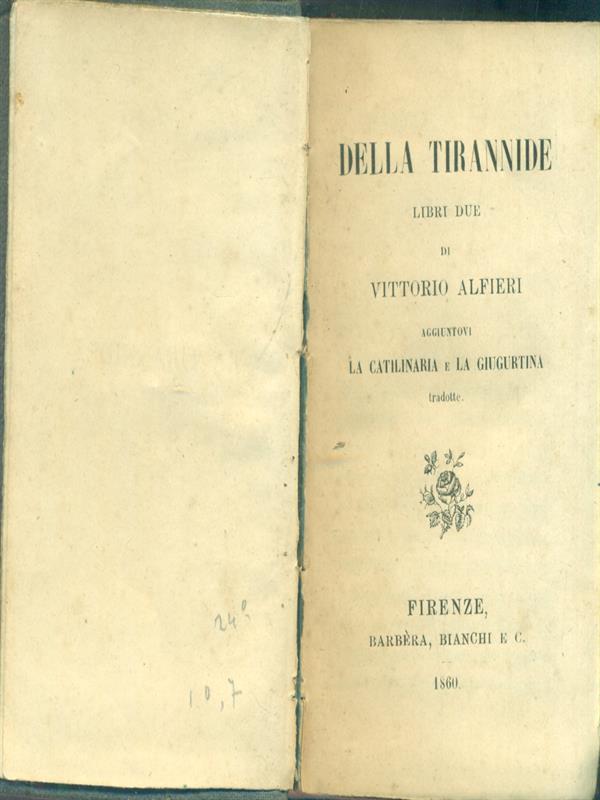 24°
10,7
DELLA TIRANNIDE
LIBRI DUE
DI
VITTORIO ALFIERI
AGGIUNTOVI
LA CATILINARIA E LA GIUGURTINA
tradotte.
FIRENZE,
BARBÈRA, BIANCHI E C.
1860.